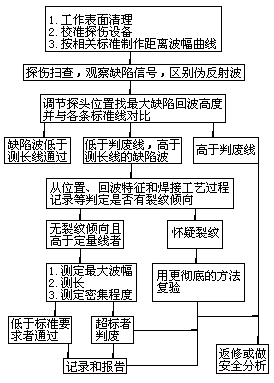 1. 工作表面清理
2. 校准探伤设备
3. 按相关标准制作距离波幅曲线
探伤扫查，观察缺陷信号，区别伪反射波
调节探头位置找最大缺陷回波高度
并与各条标准线对比
缺陷波低于
测长线通过
低于判废线，高于
测长线的缺陷波
高于判废线
从位置、回波特征和焊接工艺过程
记录等判定是否有裂纹倾向
无裂纹倾向且
高于定量线者
怀疑裂纹
1. 测定最大波幅
2. 测长
3. 测定密集程度
用更彻底的方法
复验
低于标准要
求者通过
超标者
判废
返修或做
安全分析
记录和报告